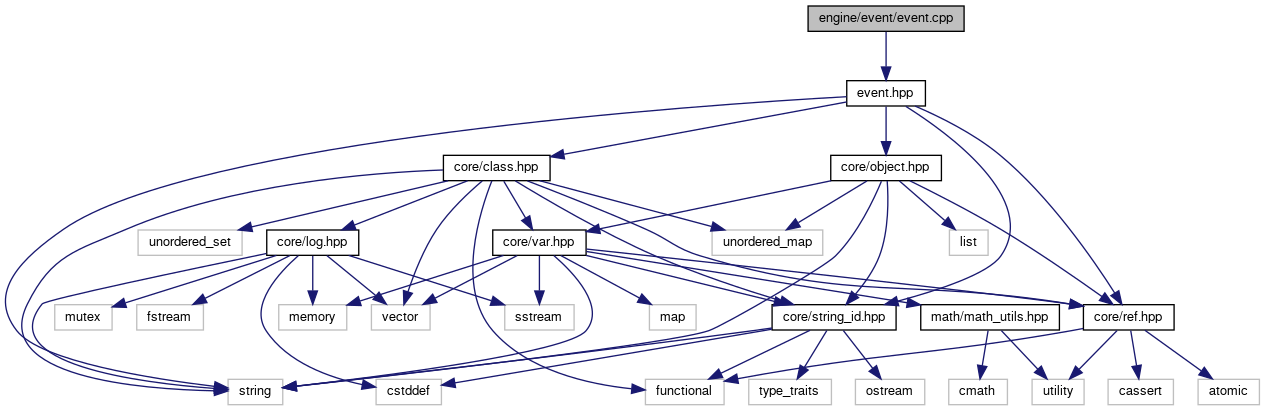 engine/event/event.cpp
event.hpp
core/class.hpp
core/object.hpp
unordered_set
core/log.hpp
core/var.hpp
unordered_map
list
mutex
fstream
memory
vector
sstream
map
core/string_id.hpp
math/math_utils.hpp
core/ref.hpp
string
cstddef
functional
type_traits
ostream
cmath
utility
cassert
atomic